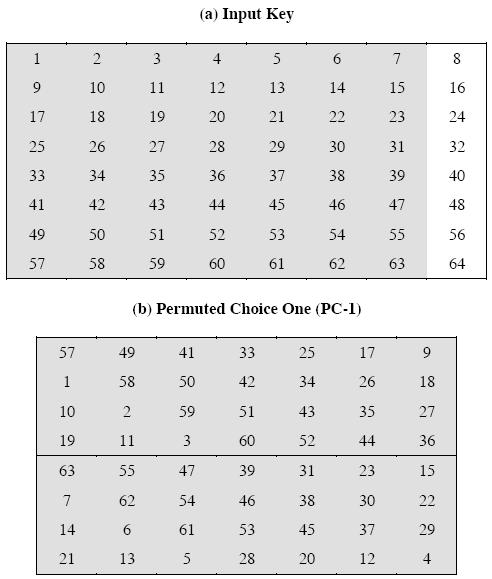 (a) Input Key
1 2 3 4 5 6 7 8
9 10 11 12 13 14 15 16
17 18 19 20 21 22 23 24
25 26 27 28 29 30 31 32
33 34 35 36 37 38 39 40
41 42 43 44 45 46 47 48
49 50 51 52 53 54 55 56
57 58 59 60 61 62 63 64
(b) Permuted Choice One (PC-1)
57 49 41 33 25 17 9
1 58 50 42 34 26 18
10 2 59 51 43 35 27
19 11 3 60 52 44 36
63 55 47 39 31 23 15
7 62 54 46 38 30 22
14 6 61 53 45 37 29
21 13 5 28 20 12 4